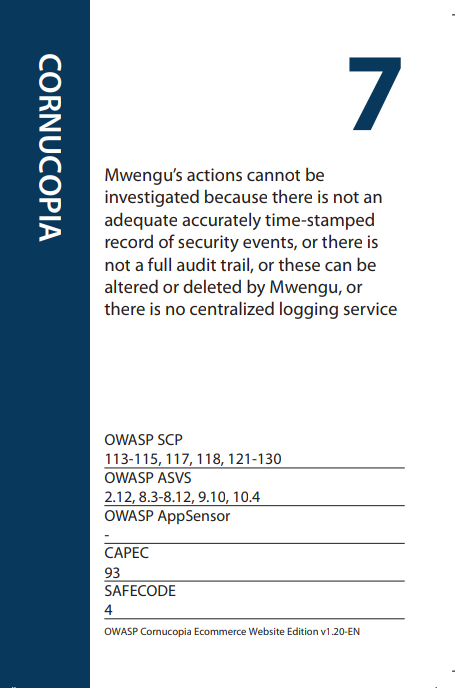 CORNUCOPIA
7
Mwengu’s actions cannot be
investigated because there is not an
adequate accurately time-stamped
record of security events, or there is
not a full audit trail, or these can be
altered or deleted by Mwengu, or
there is no centralized logging service
OWASP SCP
113-115, 117, 118, 121-130
OWASP ASVS
2.12, 8.3-8.12, 9.10, 10.4
OWASP AppSensor
-
CAPEC
93
SAFECODE
4
OWASP Cornucopia Ecommerce Website Edition v1.20-EN